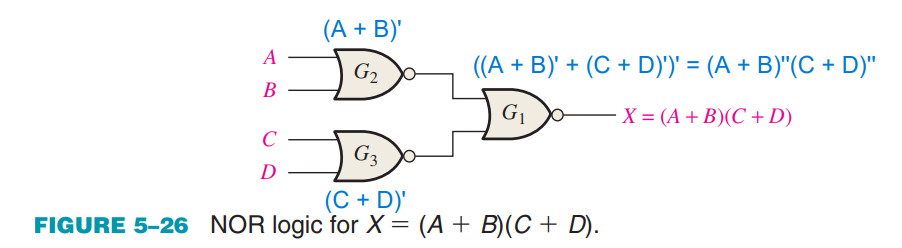 (A + B)'
A
G₂
B
((A + B)' + (C + D)')' = (A + B)"(C + D)"
G₁
X = (A + B)(C + D)
C
G₃
D
(C + D)'
FIGURE 5–26 NOR logic for X = (A + B)(C + D).